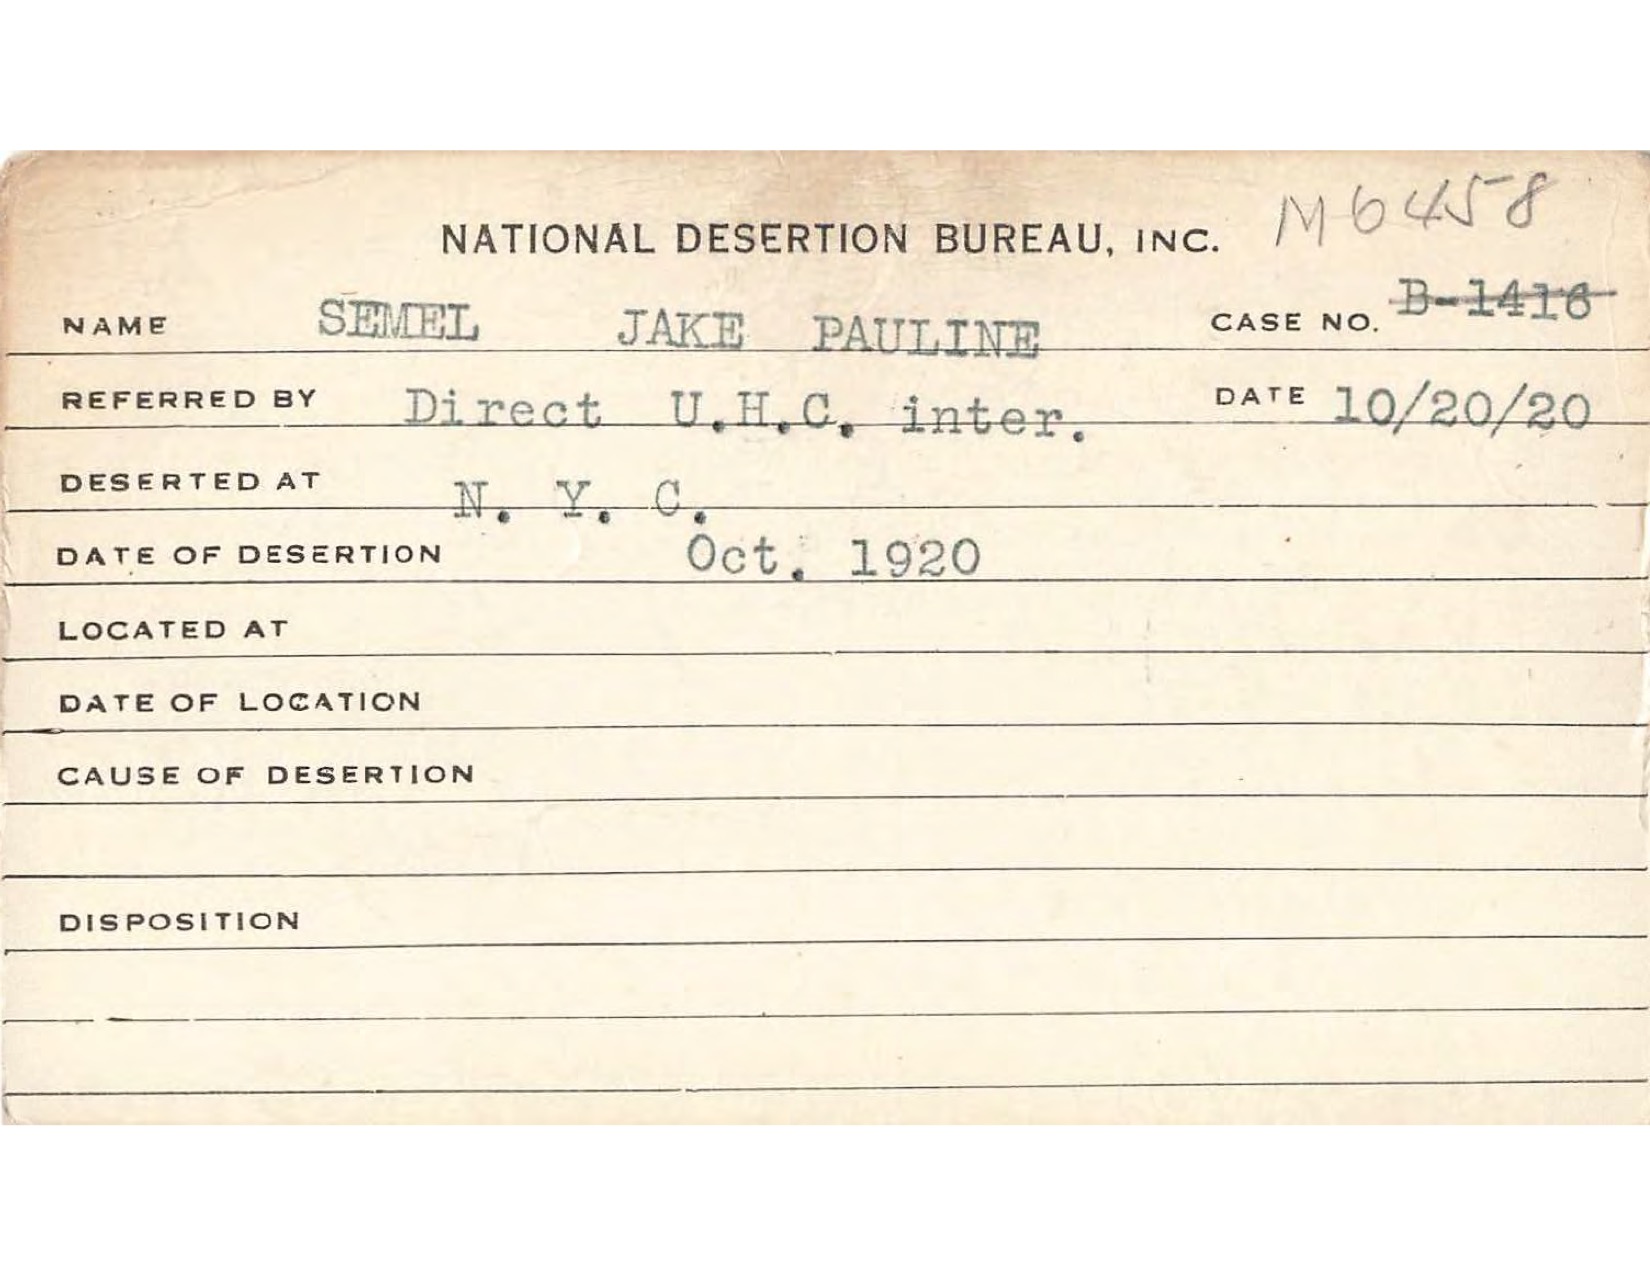 M6458
NATIONAL DESERTION BUREAU, INC.
NAME SEMEL JAKE PAULINE CASE NO. B-1416
REFERRED BY Direct U.H.C. inter. DATE 10/20/20
DESERTED AT N. Y. C.
DATE OF DESERTION Oct. 1920
LOCATED AT
DATE OF LOCATION
CAUSE OF DESERTION
DISPOSITION